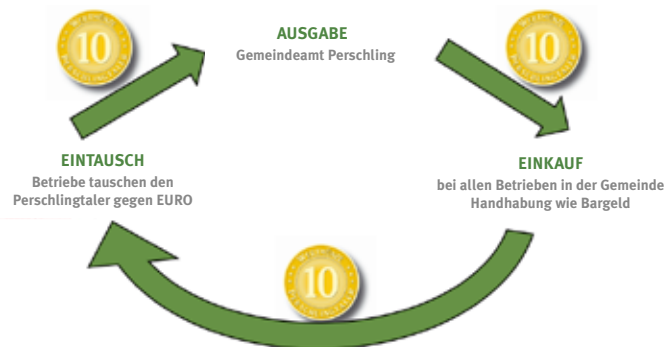 10
AUSGABE
Gemeindeamt Perschling
10
EINTAUSCH
Betriebe tauschen den
Perschlingtaler gegen EURO
EINKAUF
bei allen Betrieben in der Gemeinde
Handhabung wie Bargeld
10